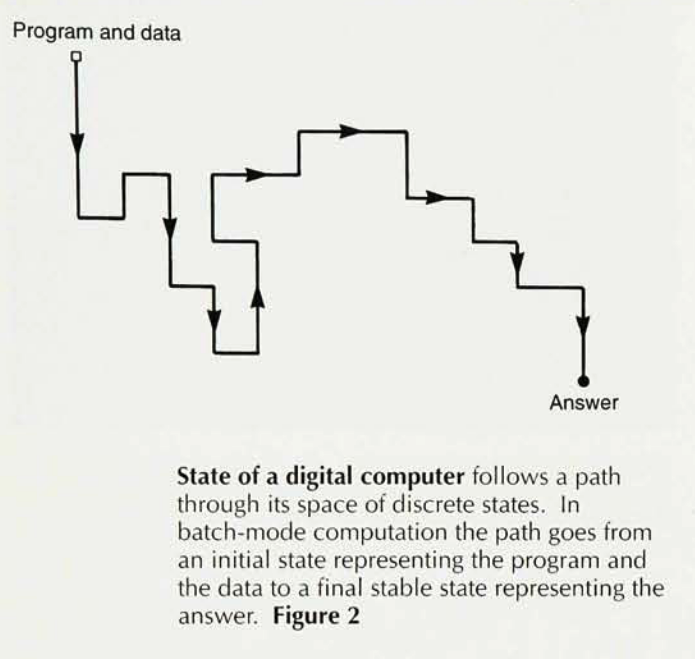 Program and data
Answer
State of a digital computer follows a path
through its space of discrete states. In
batch-mode computation the path goes from
an initial state representing the program and
the data to a final stable state representing the
answer. Figure 2